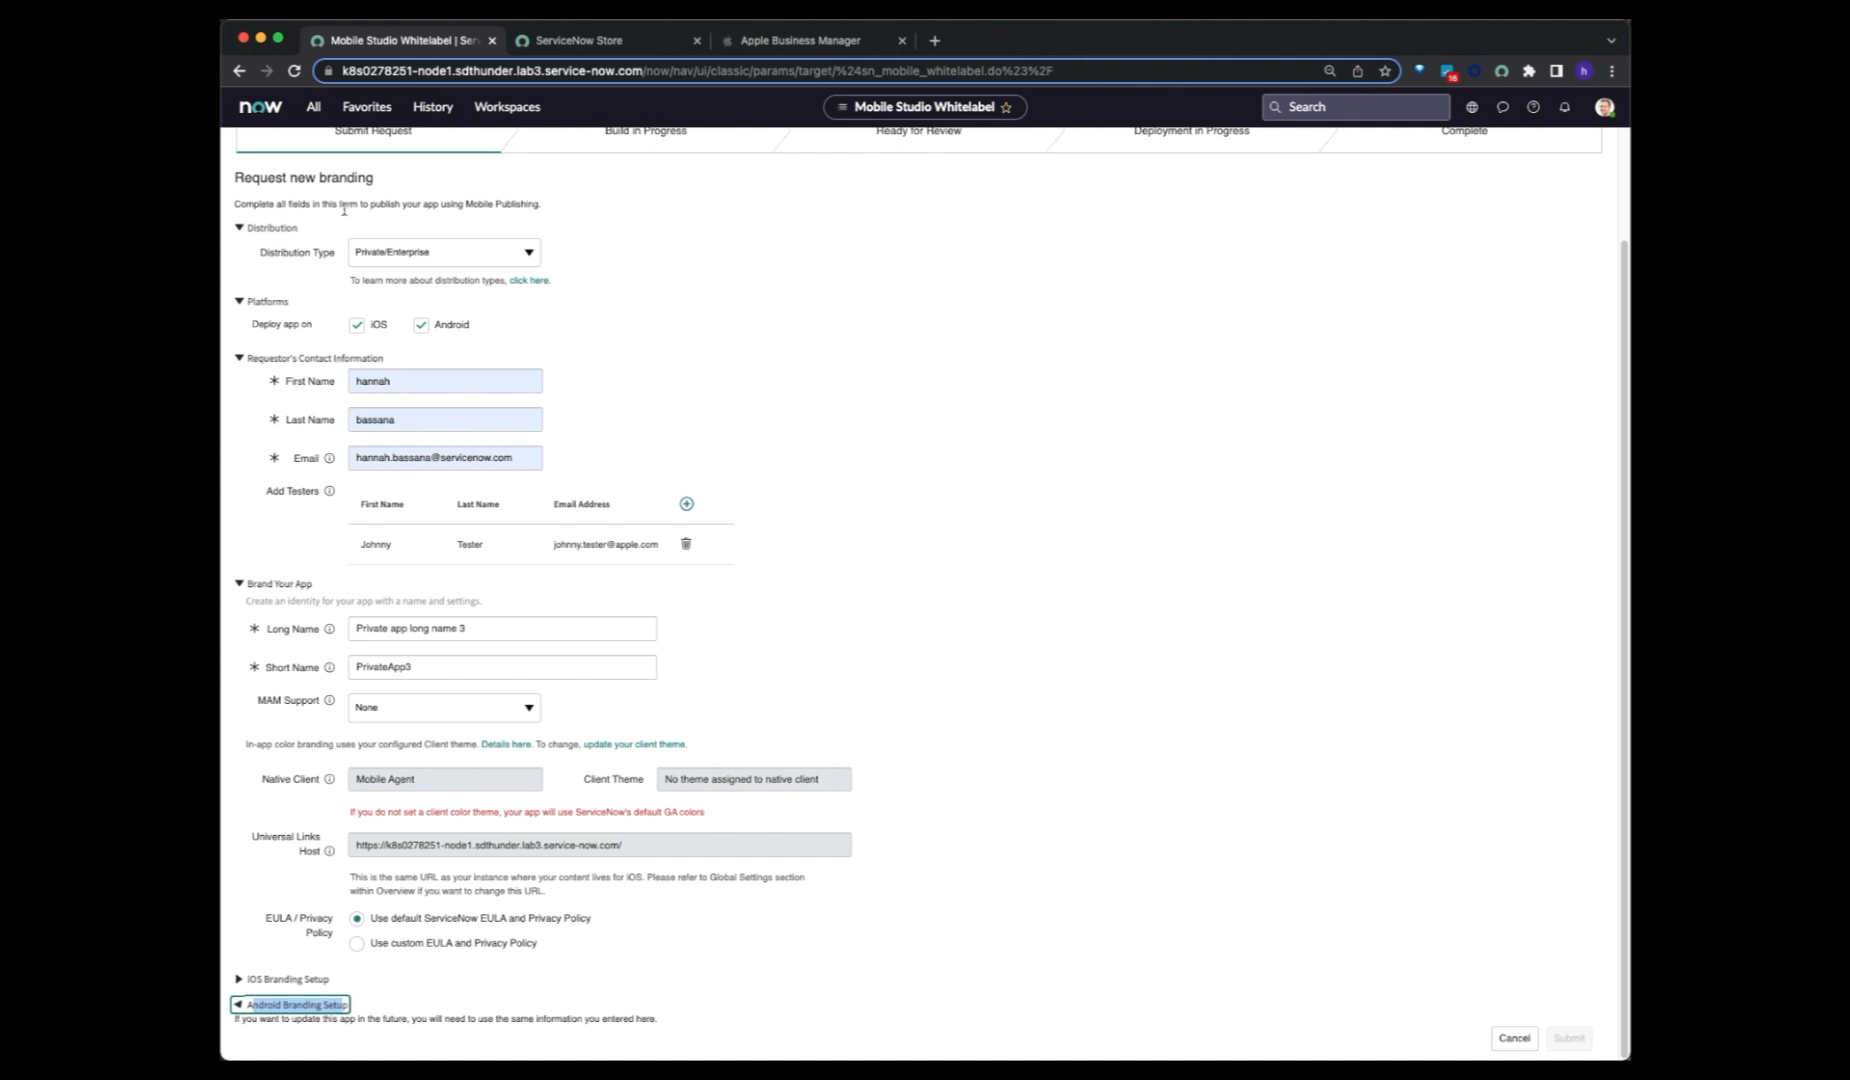 Mobile Studio Whitelabel | Ser
ServiceNow Store
Apple Business Manager
k8s0278251-node1.sdthunder.lab3.service-now.com/now/nav/ui/classic/params/target/%24sn_mobile_whitelabel.do%23%2F
16
h
now
All
Favorites
History
Workspaces
Mobile Studio Whitelabel
Search
Submit Request
Build in Progress
Ready for Review
Deployment in Progress
Complete
Request new branding
Complete all fields in this form to publish your app using Mobile Publishing.
Distribution
Distribution Type
Private/Enterprise
To learn more about distribution types, click here.
Platforms
Deploy app on
iOS
Android
Requestor's Contact Information
* First Name
hannah
* Last Name
bassana
* Email
hannah.bassana@servicenow.com
Add Testers
First Name
Last Name
Email Address
Johnny
Tester
johnny.tester@apple.com
Brand Your App
Create an identity for your app with a name and settings.
* Long Name
Private app long name 3
* Short Name
PrivateApp3
MAM Support
None
In-app color branding uses your configured Client theme. Details here. To change, update your client theme.
Native Client
Mobile Agent
Client Theme
No theme assigned to native client
If you do not set a client color theme, your app will use ServiceNow's default GA colors
Universal Links
Host
https://k8s0278251-node1.sdthunder.lab3.service-now.com/
This is the same URL as your instance where your content lives for iOS. Please refer to Global Settings section
within Overview if you want to change this URL.
EULA / Privacy
Policy
Use default ServiceNow EULA and Privacy Policy
Use custom EULA and Privacy Policy
iOS Branding Setup
Android Branding Setup
If you want to update this app in the future, you will need to use the same information you entered here.
Cancel
Submit